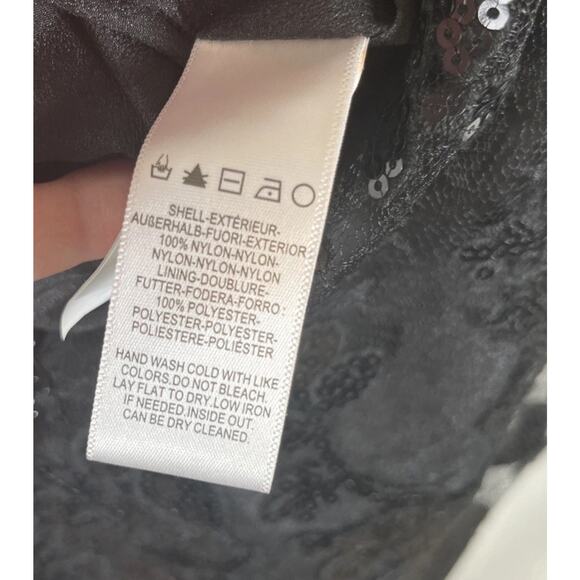 SHELL-EXTÉRIEUR-
AUßERHALB-FUORI-EXTERIOR
100% NYLON-NYLON-
NYLON-NYLON-NYLON
LINING-DOUBLURE-
FUTTER-FODERA-FORRO:
100% POLYESTER-
POLYESTER-POLYESTER-
POLIESTERE-POLIÉSTER
HAND WASH COLD WITH LIKE
COLORS.DO NOT BLEACH.
LAY FLAT TO DRY.LOW IRON
IF NEEDED.INSIDE OUT.
CAN BE DRY CLEANED.